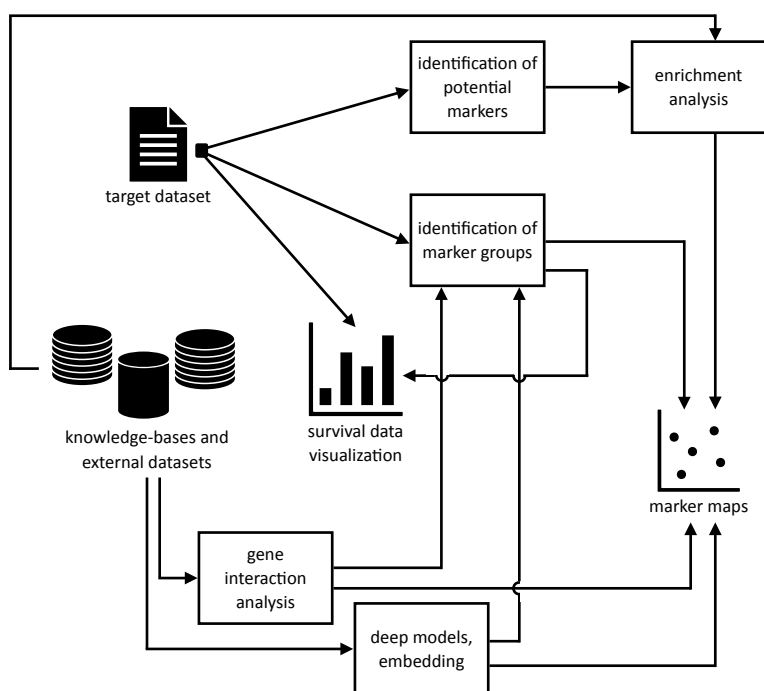 identification of
potential
markers
enrichment
analysis
target dataset
identification of
marker groups
knowledge-bases and
external datasets
survival data
visualization
marker maps
gene
interaction
analysis
deep models,
embedding